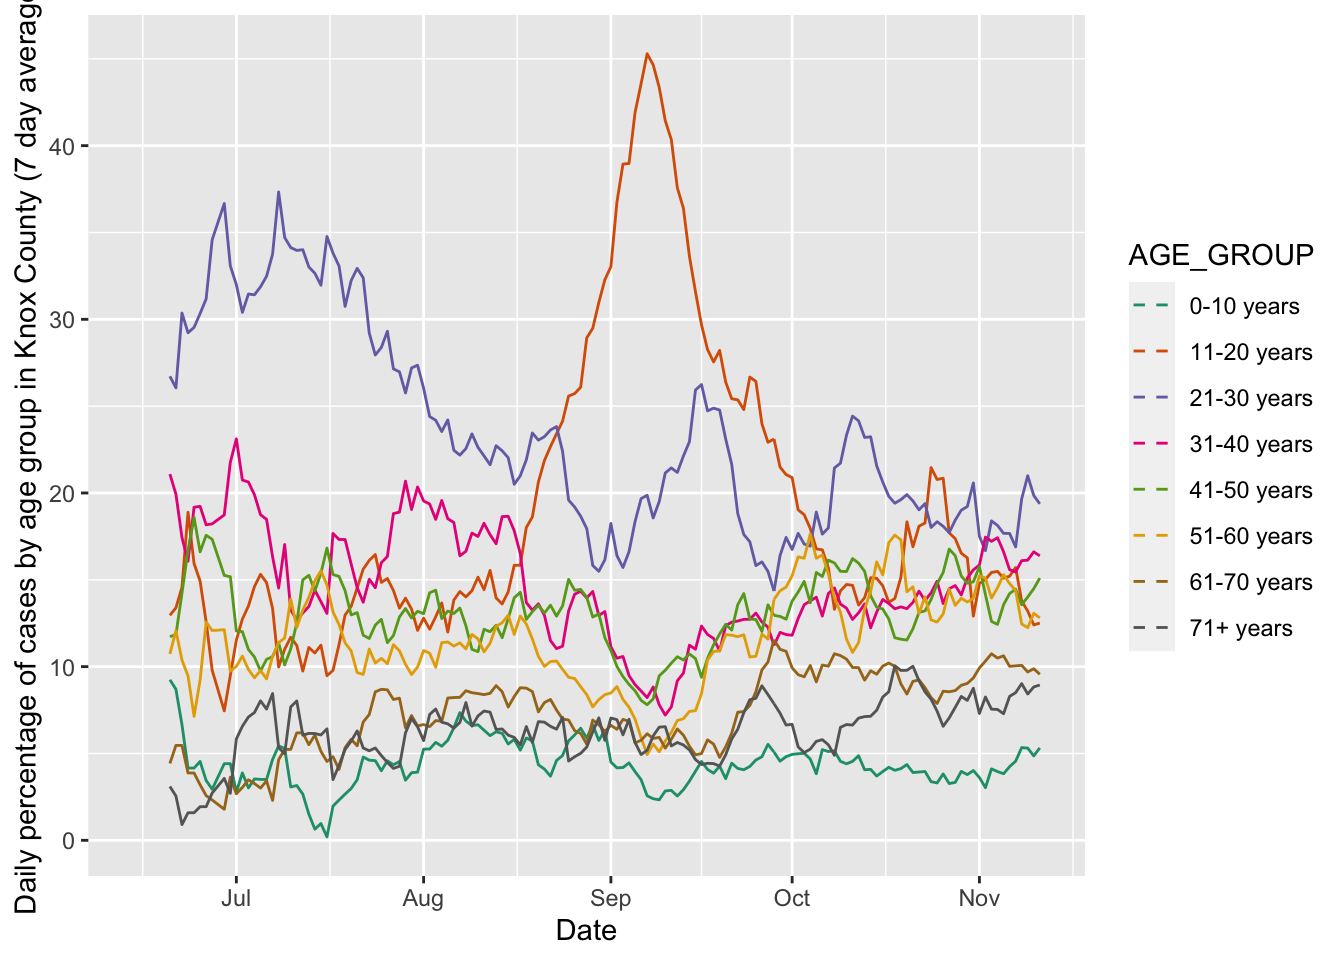 Daily percentage of cases by age group in Knox County (7 day average
40
30
20
10
0
Jul Aug Sep Oct Nov
Date
AGE_GROUP
0-10 years
11-20 years
21-30 years
31-40 years
41-50 years
51-60 years
61-70 years
71+ years